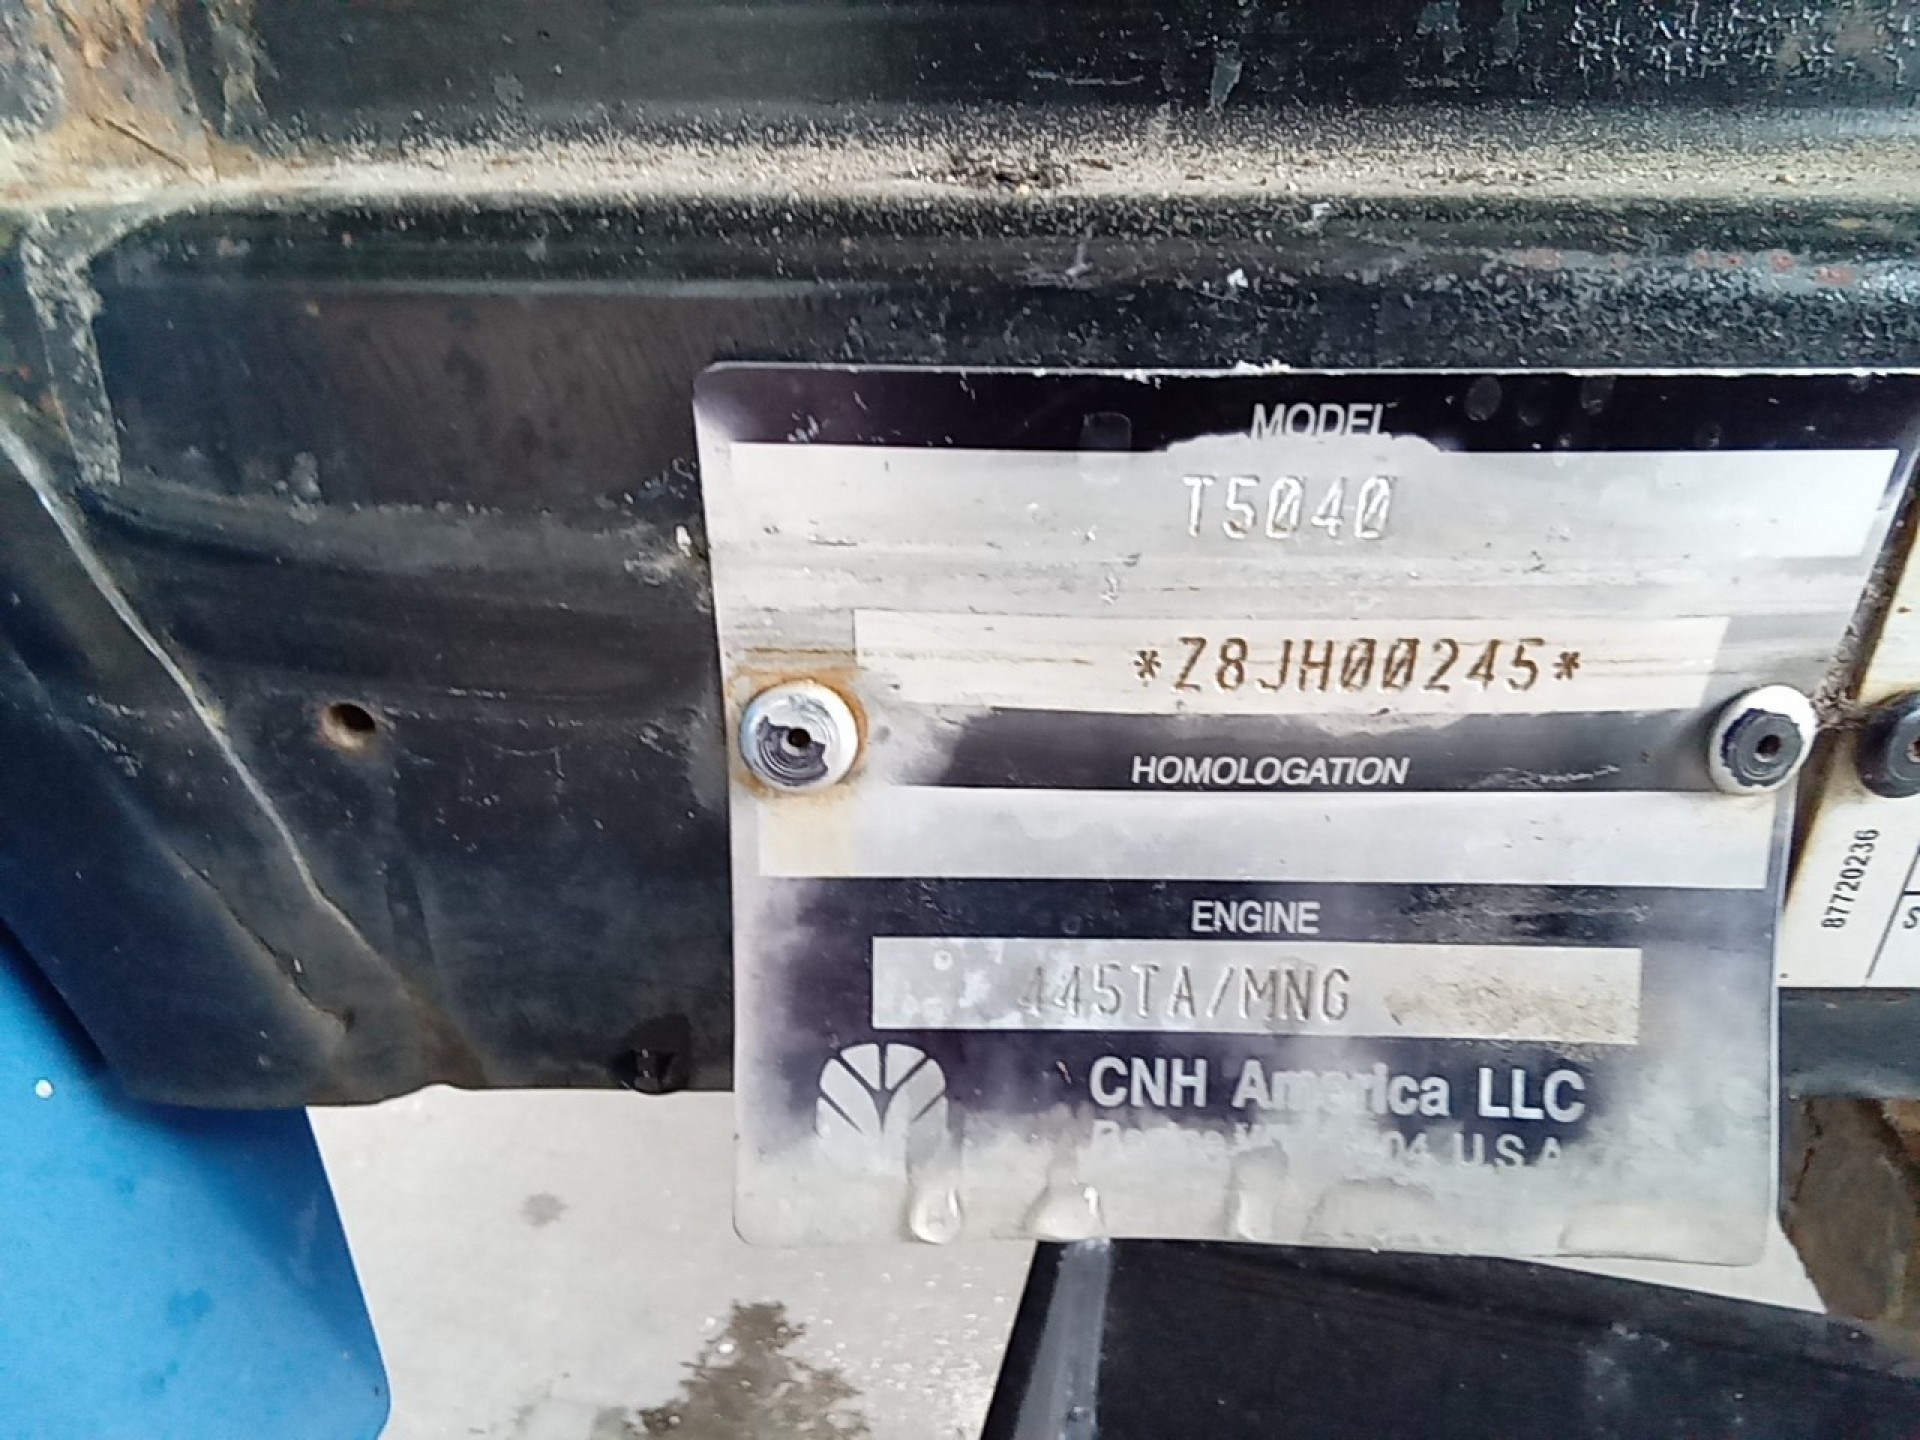 MODEL
T5040
*Z8JH00245*
HOMOLOGATION
ENGINE
445TA/MNG
CNH America LLC
U.S.A.
87720236
S